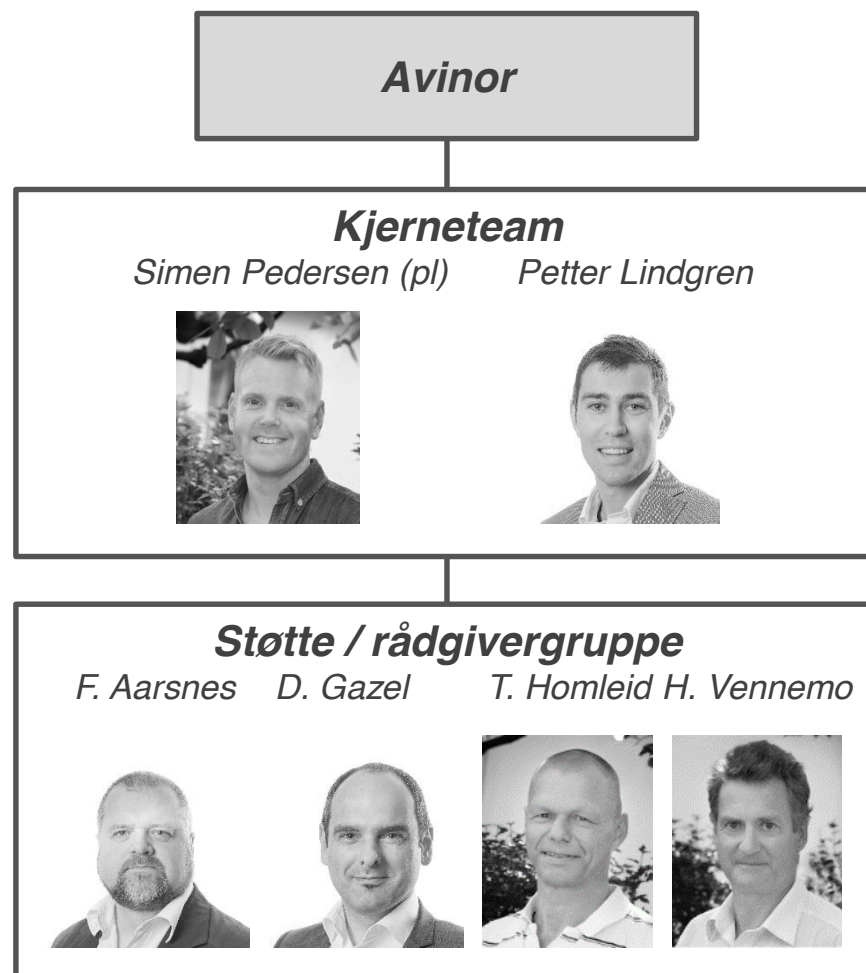 Avinor
Kjerneteam
Simen Pedersen (pl) Petter Lindgren
Støtte / rådgivergruppe
F. Aarsnes D. Gazel T. Homleid H. Vennemo